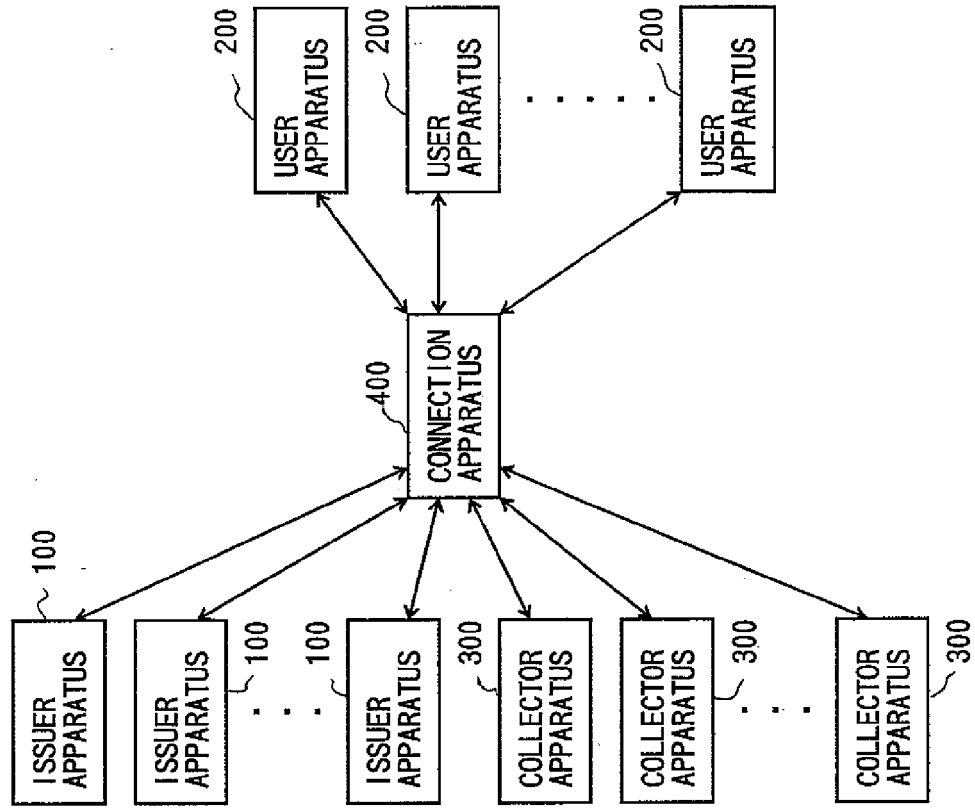 100
ISSUER
APPARATUS
ISSUER
APPARATUS
100
100
ISSUER
APPARATUS
300
COLLECTOR
APPARATUS
COLLECTOR
APPARATUS
300
COLLECTOR
APPARATUS
300
400
CONNECTION
APPARATUS
200
USER
APPARATUS
200
USER
APPARATUS
200
USER
APPARATUS